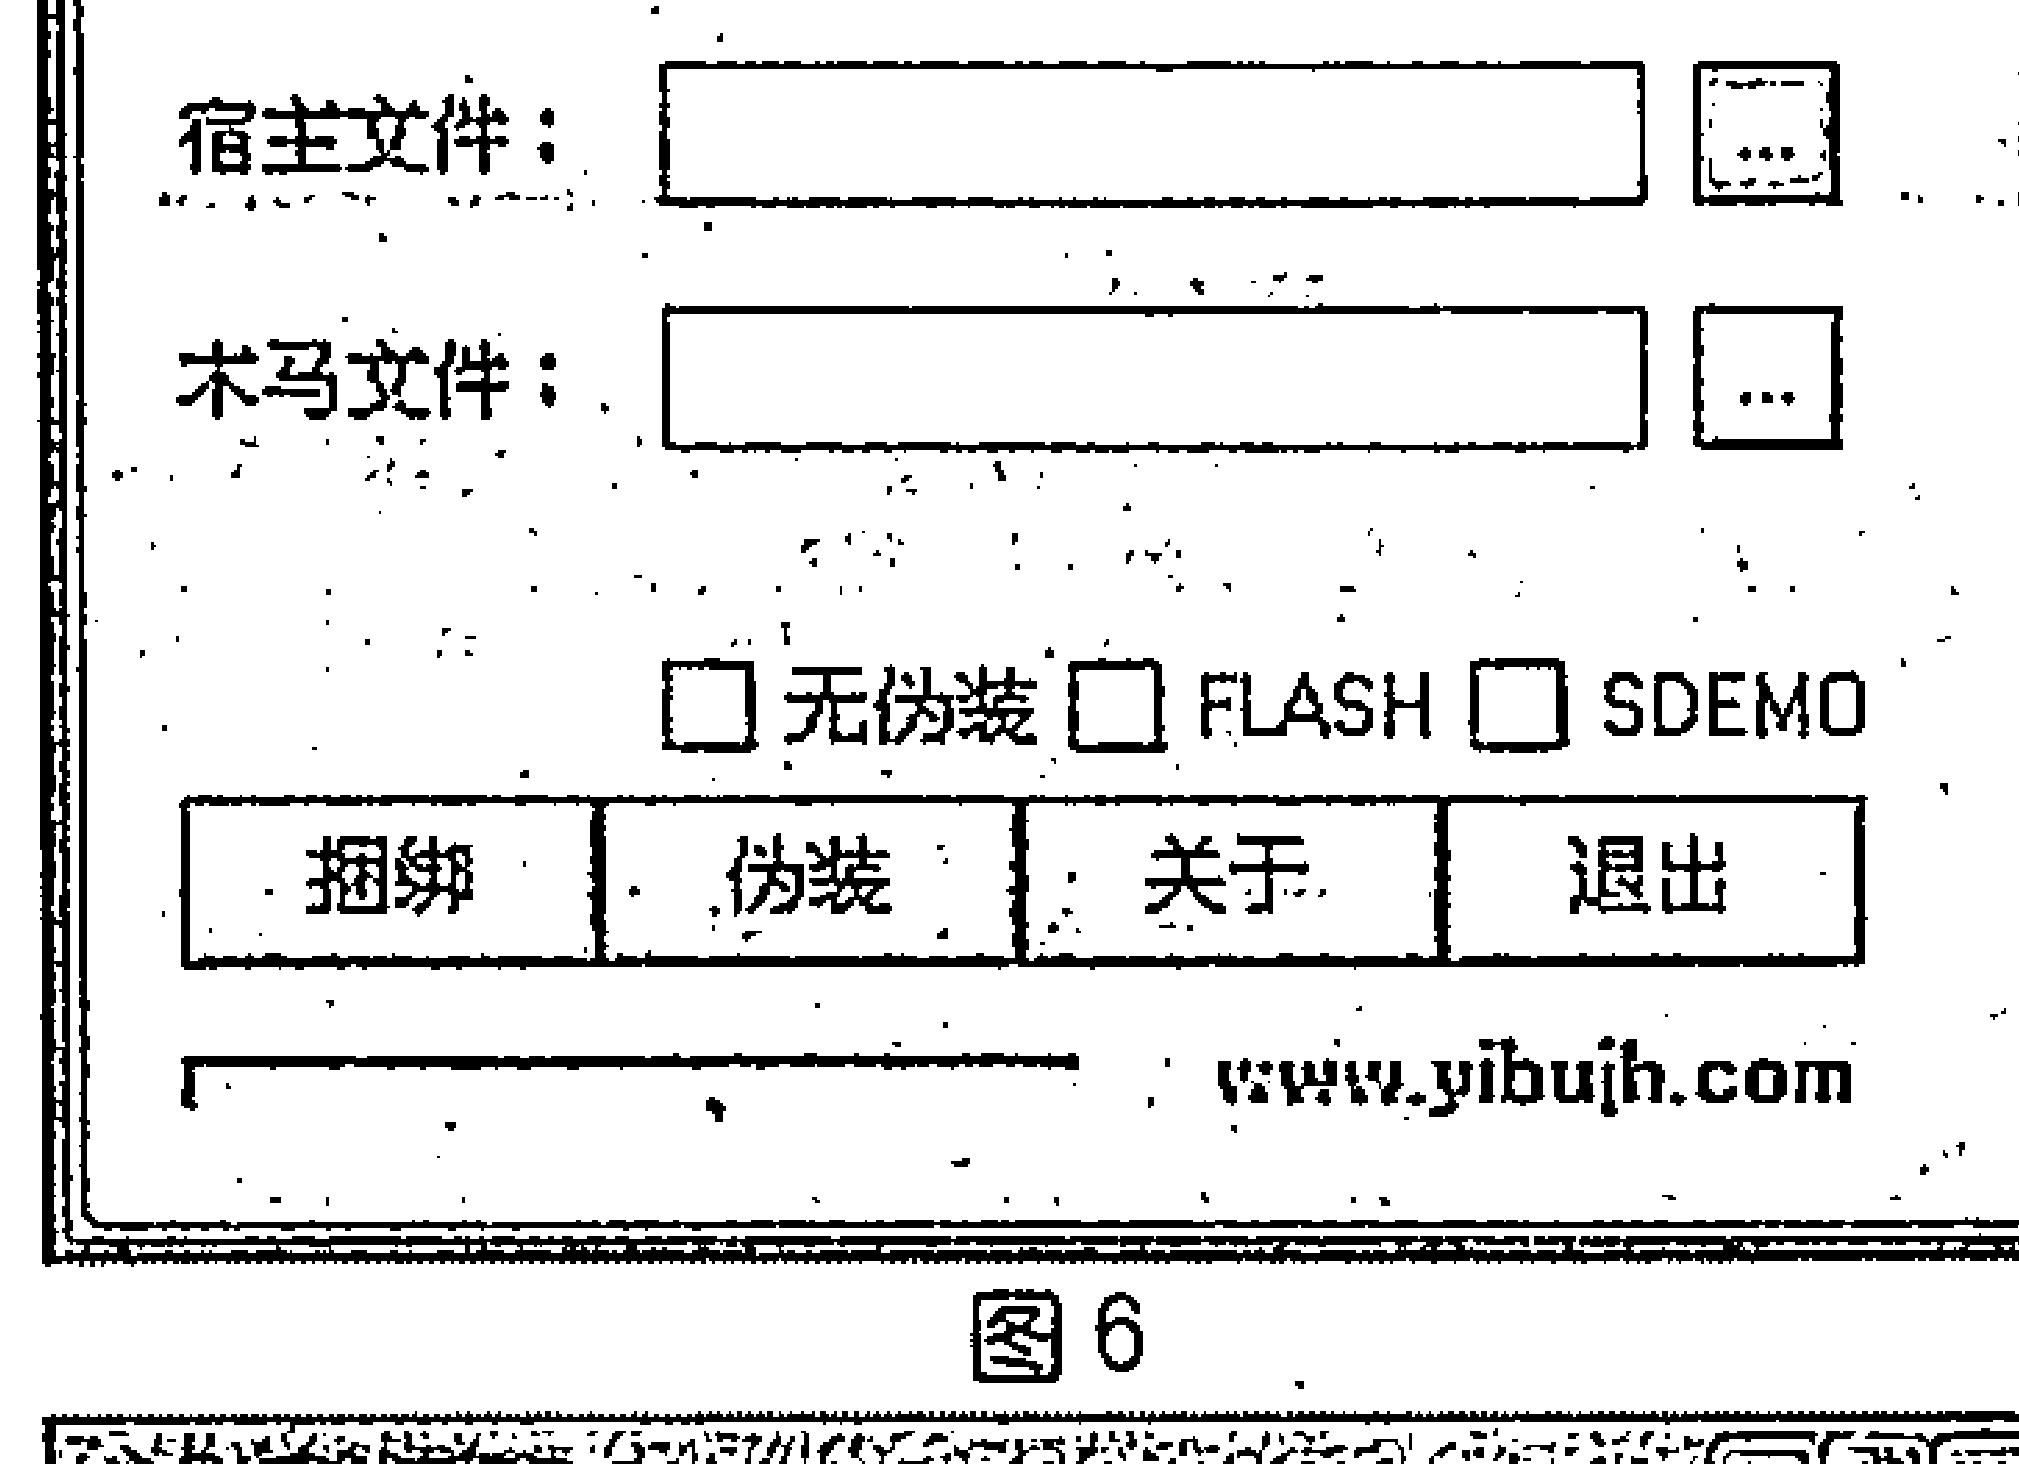 宿主文件：
...
木马文件：
...
无伪装 FLASH SDEMO
捆绑 伪装 关于 退出
www.yibujh.com
图 6